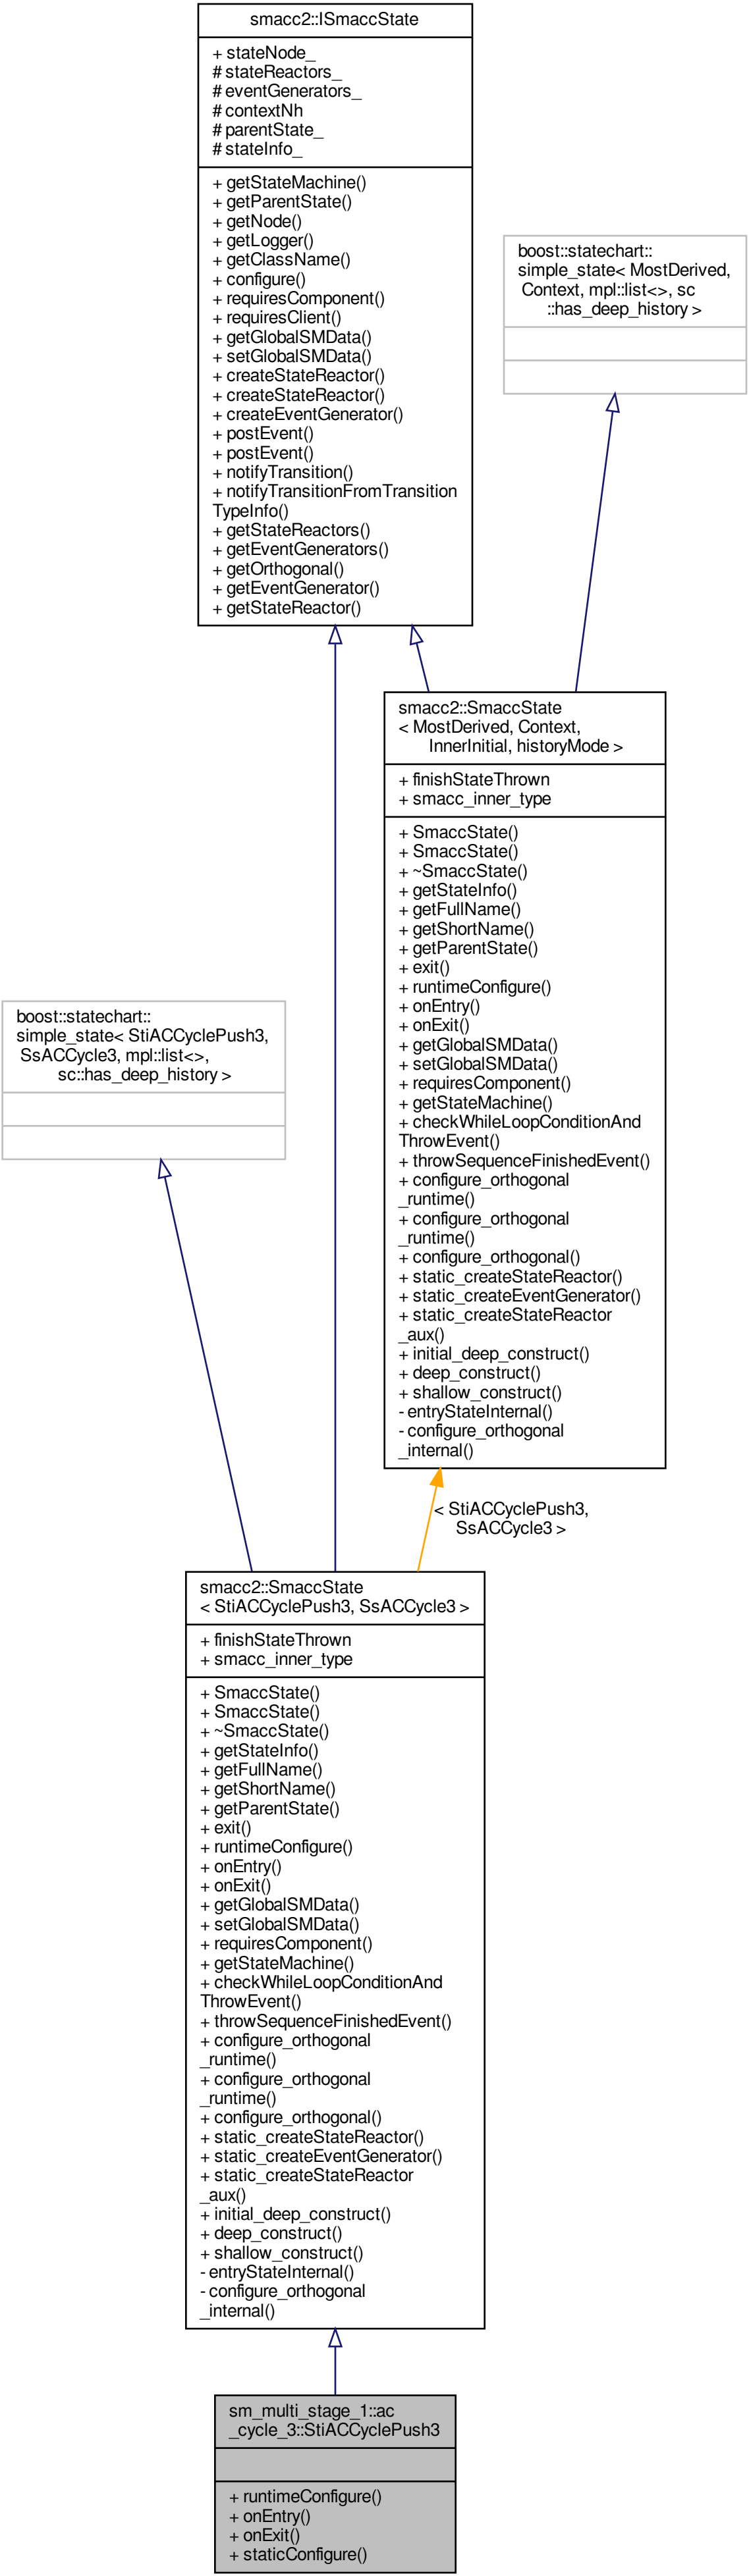 smacc2::ISmaccState
+ stateNode_
# stateReactors_
# eventGenerators_
# contextNh
# parentState_
# stateInfo_
+ getStateMachine()
+ getParentState()
+ getNode()
+ getLogger()
+ getClassName()
+ configure()
+ requiresComponent()
+ requiresClient()
+ getGlobalSMData()
+ setGlobalSMData()
+ createStateReactor()
+ createStateReactor()
+ createEventGenerator()
+ postEvent()
+ postEvent()
+ notifyTransition()
+ notifyTransitionFromTransition
TypeInfo()
+ getStateReactors()
+ getEventGenerators()
+ getOrthogonal()
+ getEventGenerator()
+ getStateReactor()
boost::statechart::
simple_state< MostDerived,
Context, mpl::list<>, sc
::has_deep_history >
smacc2::SmaccState
< MostDerived, Context,
InnerInitial, historyMode >
+ finishStateThrown
+ smacc_inner_type
+ SmaccState()
+ SmaccState()
+ ~SmaccState()
+ getStateInfo()
+ getFullName()
+ getShortName()
+ getParentState()
+ exit()
+ runtimeConfigure()
+ onEntry()
+ onExit()
+ getGlobalSMData()
+ setGlobalSMData()
+ requiresComponent()
+ getStateMachine()
+ checkWhileLoopConditionAnd
ThrowEvent()
+ throwSequenceFinishedEvent()
+ configure_orthogonal
_runtime()
+ configure_orthogonal
_runtime()
+ configure_orthogonal()
+ static_createStateReactor()
+ static_createEventGenerator()
+ static_createStateReactor
_aux()
+ initial_deep_construct()
+ deep_construct()
+ shallow_construct()
- entryStateInternal()
- configure_orthogonal
_internal()
boost::statechart::
simple_state< StiACCyclePush3,
SsACCycle3, mpl::list<>,
sc::has_deep_history >
< StiACCyclePush3,
SsACCycle3 >
smacc2::SmaccState
< StiACCyclePush3, SsACCycle3 >
+ finishStateThrown
+ smacc_inner_type
+ SmaccState()
+ SmaccState()
+ ~SmaccState()
+ getStateInfo()
+ getFullName()
+ getShortName()
+ getParentState()
+ exit()
+ runtimeConfigure()
+ onEntry()
+ onExit()
+ getGlobalSMData()
+ setGlobalSMData()
+ requiresComponent()
+ getStateMachine()
+ checkWhileLoopConditionAnd
ThrowEvent()
+ throwSequenceFinishedEvent()
+ configure_orthogonal
_runtime()
+ configure_orthogonal
_runtime()
+ configure_orthogonal()
+ static_createStateReactor()
+ static_createEventGenerator()
+ static_createStateReactor
_aux()
+ initial_deep_construct()
+ deep_construct()
+ shallow_construct()
- entryStateInternal()
- configure_orthogonal
_internal()
sm_multi_stage_1::ac
_cycle_3::StiACCyclePush3
+ runtimeConfigure()
+ onEntry()
+ onExit()
+ staticConfigure()